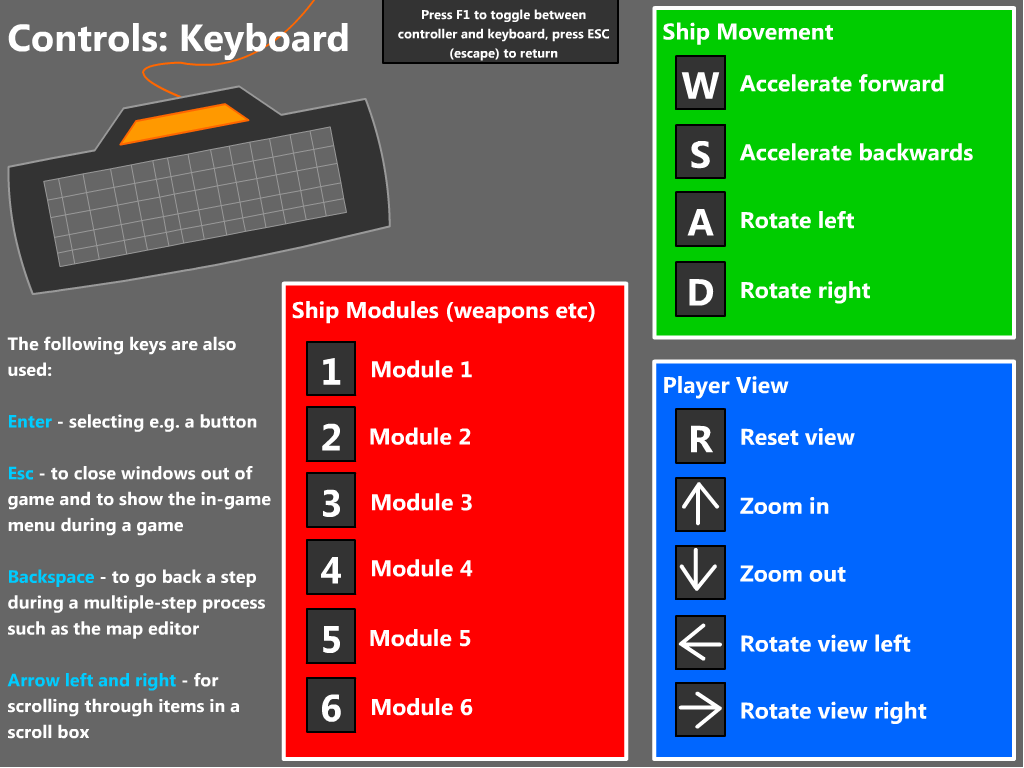 Controls: Keyboard
Press F1 to toggle between
controller and keyboard, press ESC
(escape) to return
The following keys are also
used:
Enter - selecting e.g. a button
Esc - to close windows out of
game and to show the in-game
menu during a game
Backspace - to go back a step
during a multiple-step process
such as the map editor
Arrow left and right - for
scrolling through items in a
scroll box
Ship Modules (weapons etc)
1 Module 1
2 Module 2
3 Module 3
4 Module 4
5 Module 5
6 Module 6
Ship Movement
W Accelerate forward
S Accelerate backwards
A Rotate left
D Rotate right
Player View
R Reset view
↑ Zoom in
↓ Zoom out
← Rotate view left
→ Rotate view right